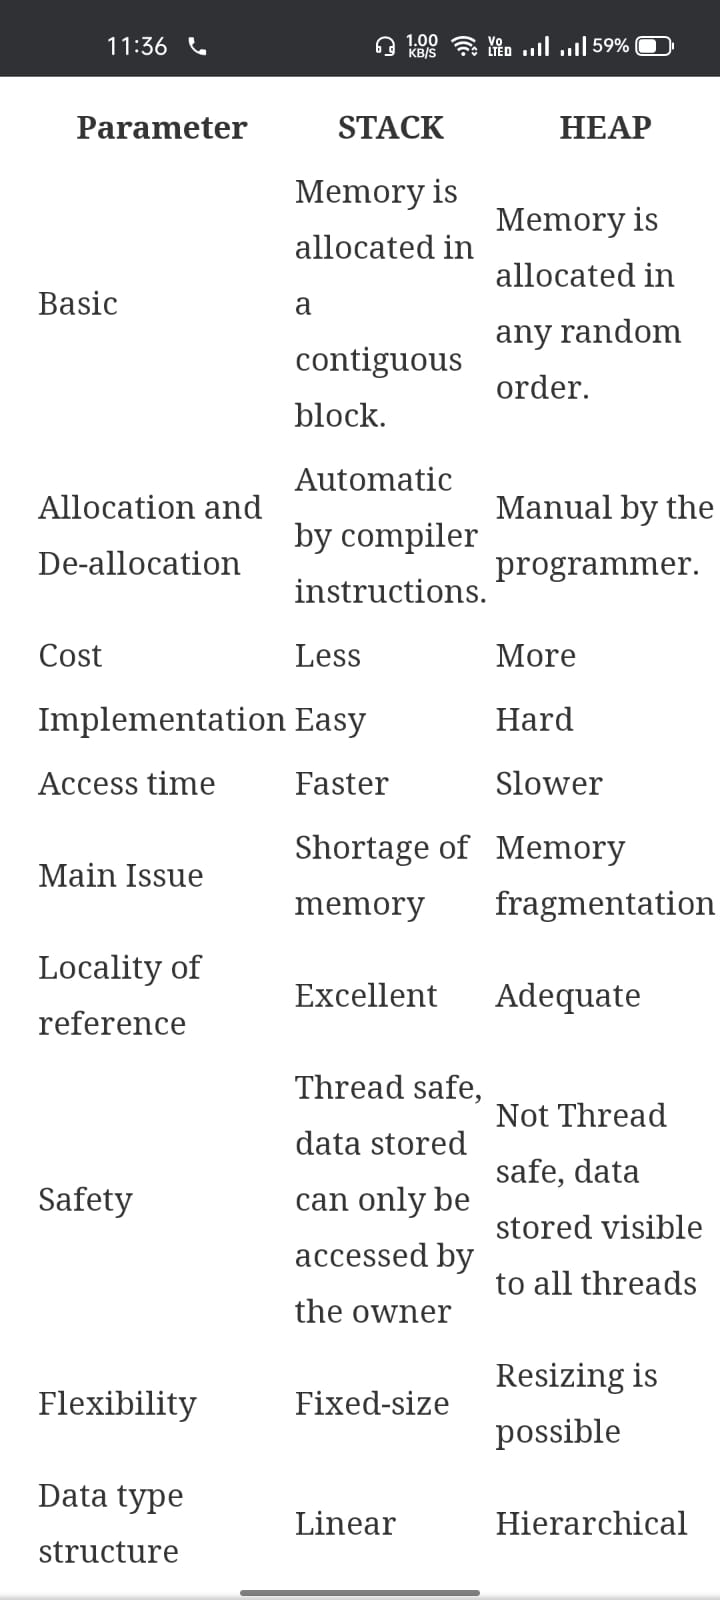 11:36
1.00 KB/S
Vo LTED
59%
Parameter STACK HEAP
Basic
Memory is
allocated in
a
contiguous
block.
Memory is
allocated in
any random
order.
Allocation and
De-allocation
Automatic
by compiler
instructions.
Manual by the
programmer.
Cost Less More
Implementation Easy Hard
Access time Faster Slower
Main Issue
Shortage of
memory
Memory
fragmentation
Locality of
reference
Excellent
Adequate
Safety
Thread safe,
data stored
can only be
accessed by
the owner
Not Thread
safe, data
stored visible
to all threads
Flexibility
Fixed-size
Resizing is
possible
Data type
structure
Linear
Hierarchical